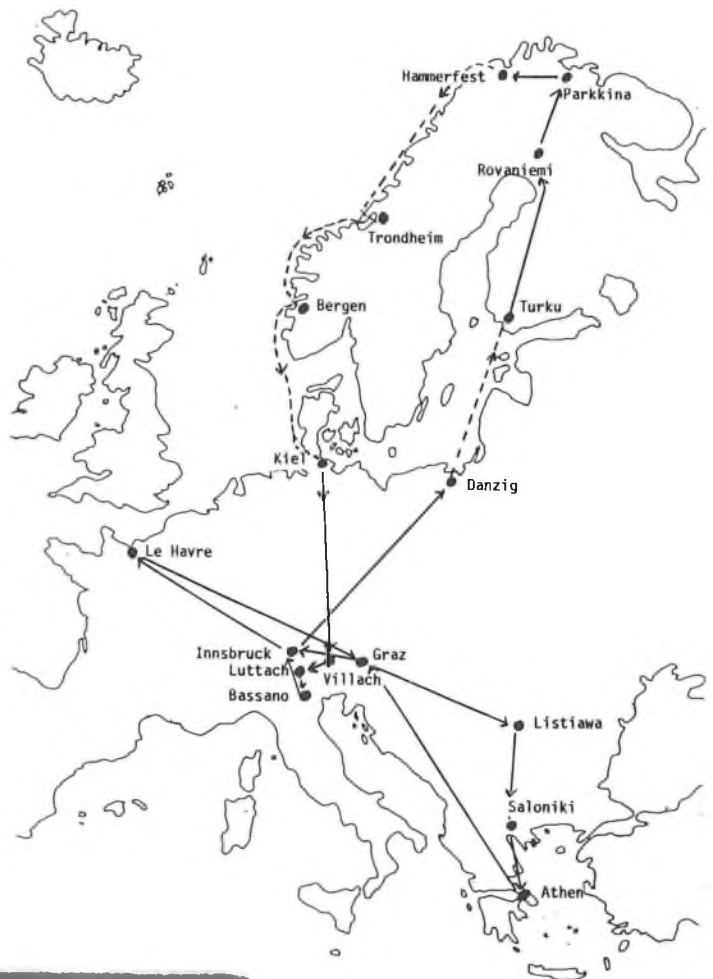 Hammerfest
Parkkina
Rovaniemi
Trondheim
Bergen
Turku
Kiel
Danzig
Le Havre
Innsbruck
Graz
Luttach
Villach
Bassano
Listiawa
Saloniki
Athen